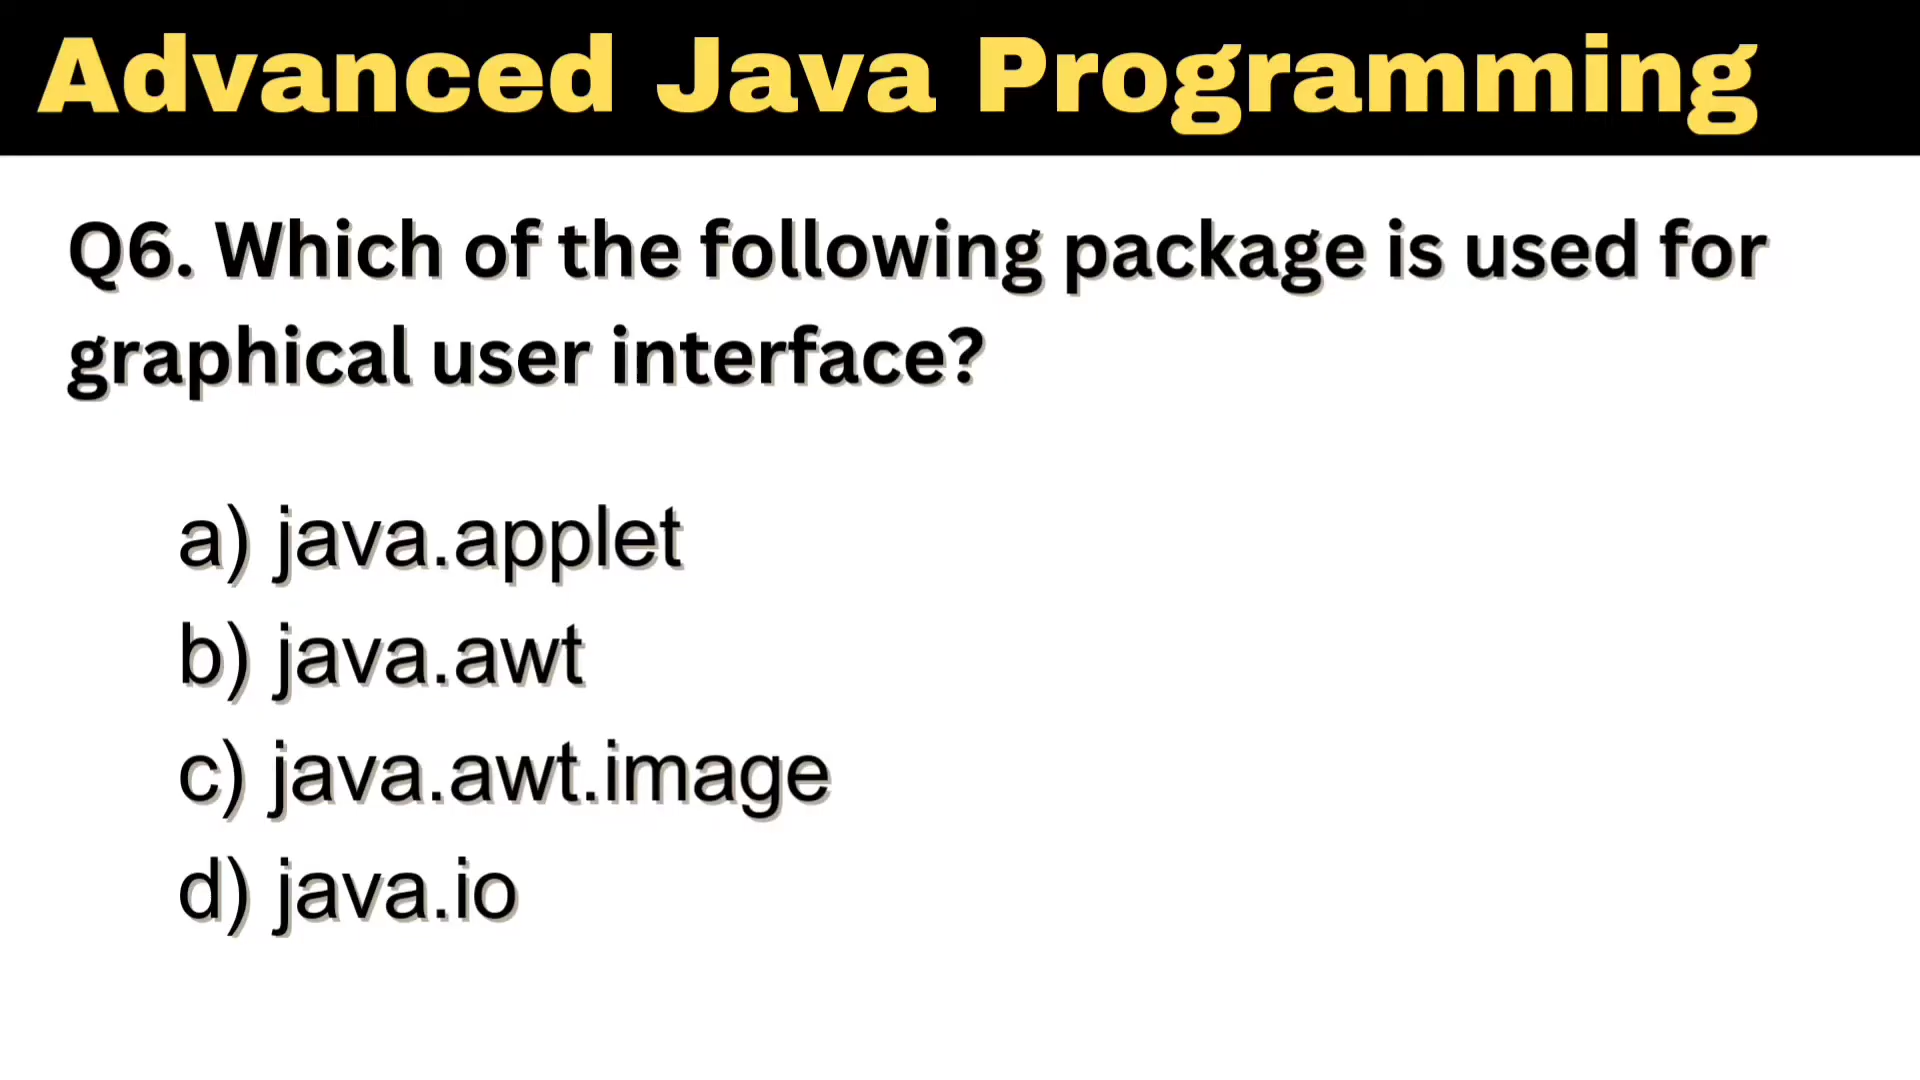 Advanced Java Programming
Q6. Which of the following package is used for
graphical user interface?
a) java.applet
b) java.awt
c) java.awt.image
d) java.io